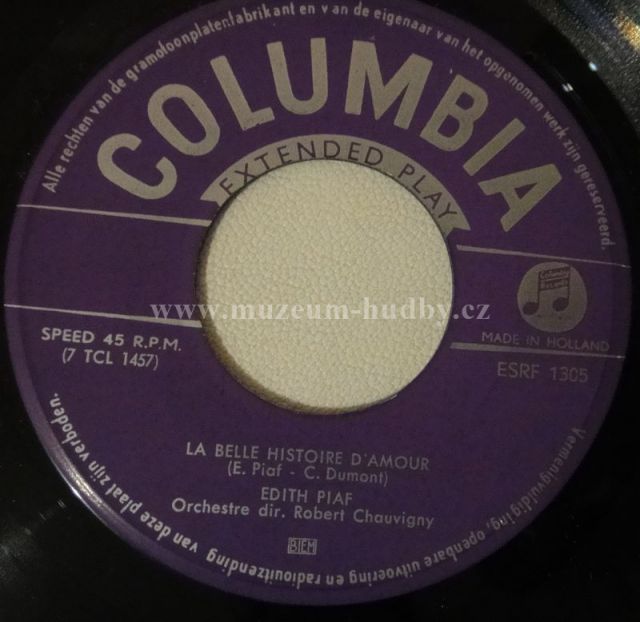 Alle rechten van de gramofoonplatenfabrikant en van de eigenaar van het opgenomen werk zijn gereserveerd.
COLUMBIA
EXTENDED PLAY
www.muzeum-hudby.cz
SPEED 45 R.P.M.
(7 TCL 1457)
MADE IN HOLLAND
ESRF 1305
LA BELLE HISTOIRE D'AMOUR
(E. Piaf - C. Dumont)
EDITH PIAF
Orchestre dir. Robert Chauvigny
BIEM
Vermenigvuldiging, openbare uitvoering en radiouitzending van deze plaat zijn verboden.